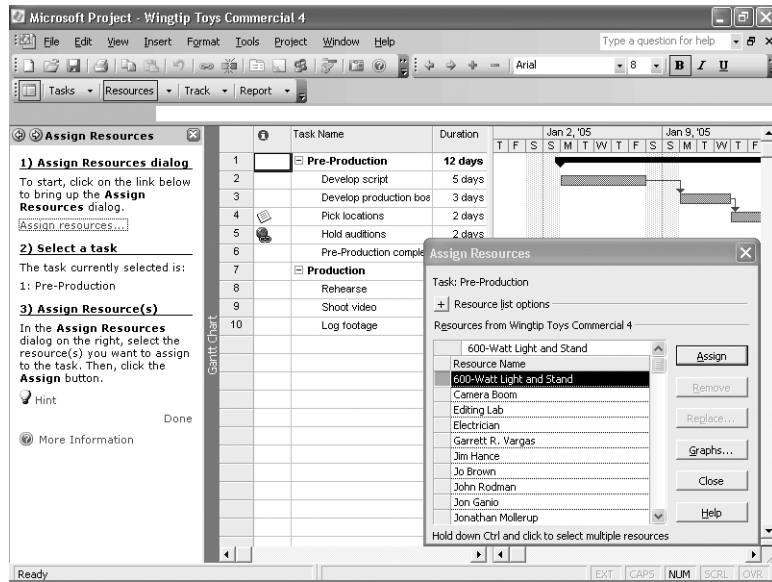 Microsoft Project - Wingtip Toys Commercial 4
File Edit View Insert Format Tools Project Window Help
Type a question for help
Arial 8 B I U
Tasks Resources Track Report
Assign Resources
1) Assign Resources dialog
To start, click on the link below
to bring up the Assign
Resources dialog.
Assign resources...
2) Select a task
The task currently selected is:
1: Pre-Production
3) Assign Resource(s)
In the Assign Resources
dialog on the right, select the
resource(s) you want to assign
to the task. Then, click the
Assign button.
Hint
Done
More Information
Gantt Chart
Task Name Duration
Jan 2, '05 Jan 9, '05
T F S S M T W T F S S M T W T F
1 Pre-Production 12 days
2 Develop script 5 days
3 Develop production boa 3 days
4 Pick locations 2 days
5 Hold auditions 2 days
6 Pre-Production comple
7 Production
8 Rehearse
9 Shoot video
10 Log footage
Assign Resources
Task: Pre-Production
+ Resource list options
Resources from Wingtip Toys Commercial 4
600-Watt Light and Stand
Resource Name
600-Watt Light and Stand
Camera Boom
Editing Lab
Electrician
Garrett R. Vargas
Jim Hance
Jo Brown
John Rodman
Jon Ganio
Jonathan Mollerup
Assign
Remove
Replace...
Graphs...
Close
Help
Hold down Ctrl and click to select multiple resources
Ready
EXT CAPS NUM SCRL OVR